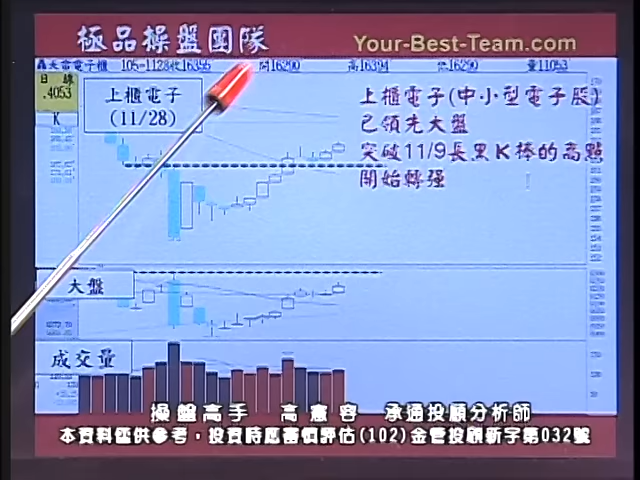 極品操盤團隊
Your-Best-Team.com
日線
.4053
K
上櫃電子
(11/28)
上櫃電子(中小型電子股)
已領先大盤
突破11/9長黑K棒的高點
開始轉強
大盤
成交量
操盤高手 高憲容 承通投顧分析師
本資料僅供參考,投資時應審慎評估(102)金管投顧新字第032號